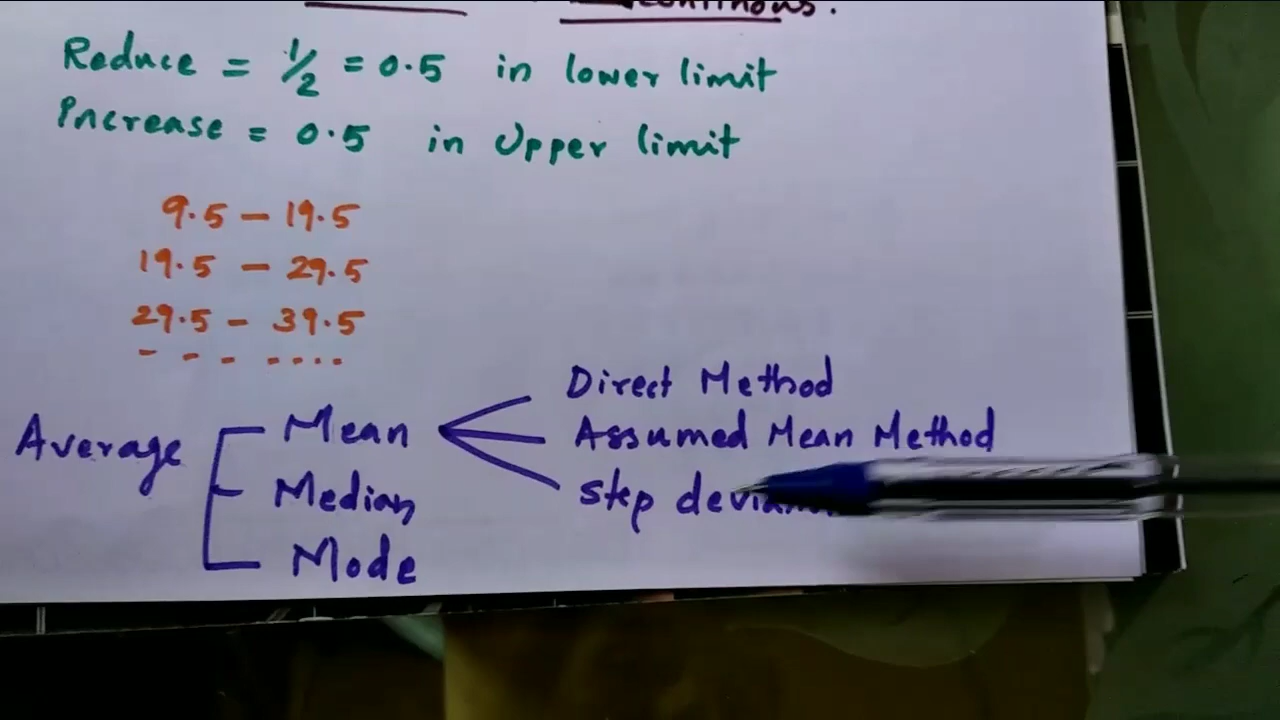 Reduce = 1/2 = 0.5 in lower limit
Increase = 0.5 in Upper limit
9.5 - 19.5
19.5 - 29.5
29.5 - 39.5
- - - ....
Average Mean Direct Method
Assumed Mean Method
Median step
Mode